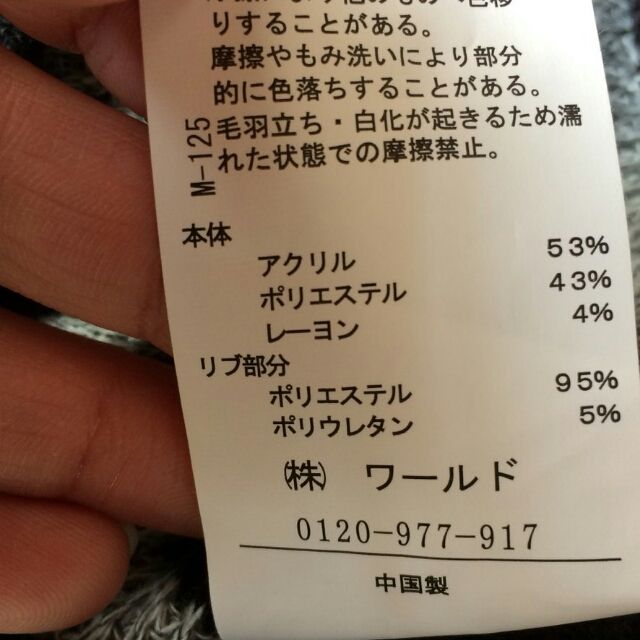 りすることがある。
摩擦やもみ洗いにより部分
的に色落ちすることがある。
毛羽立ち・白化が起きるため濡
れた状態での摩擦禁止。
M-125
本体
アクリル 53%
ポリエステル 43%
レーヨン 4%
リブ部分
ポリエステル 95%
ポリウレタン 5%
㈱ ワールド
0120-977-917
中国製